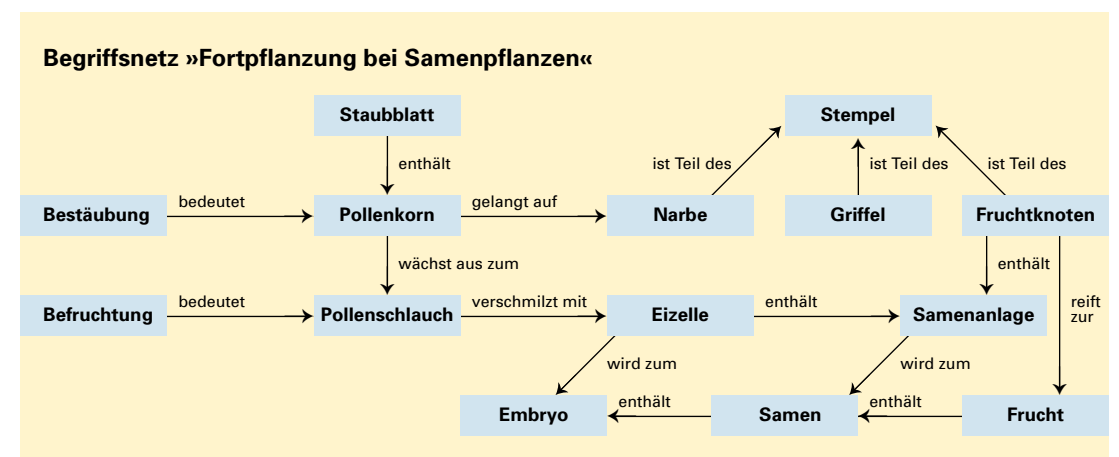 Begriffsnetz »Fortpflanzung bei Samenpflanzen«
Staubblatt
Stempel
enthält
ist Teil des
ist Teil des
ist Teil des
Bestäubung
bedeutet
Pollenkorn
gelangt auf
Narbe
Griffel
Fruchtknoten
wächst aus zum
enthält
reift
zur
Befruchtung
bedeutet
Pollenschlauch
verschmilzt mit
Eizelle
enthält
Samenanlage
wird zum
wird zum
Embryo
enthält
Samen
enthält
Frucht